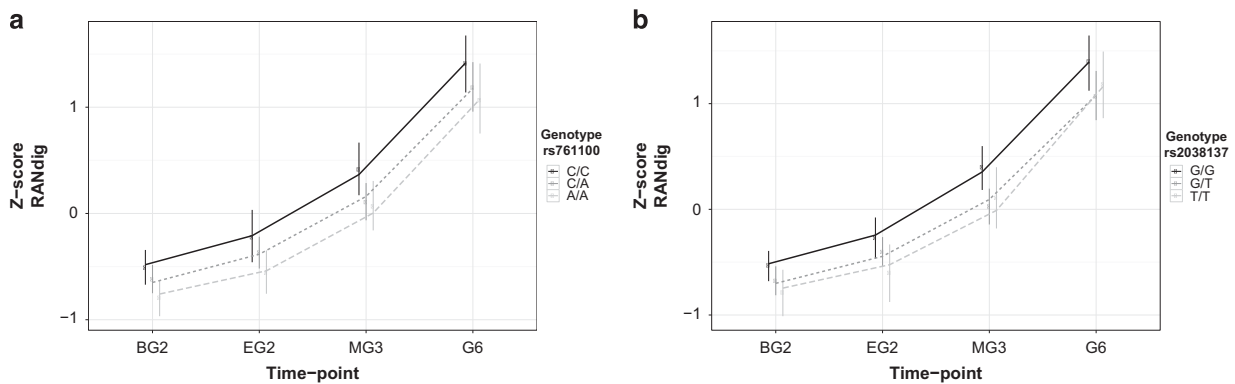 a
Z−score
RANdig
1
0
−1
BG2 EG2 MG3 G6
Time−point
Genotype
rs761100
C/C
C/A
A/A
b
Z−score
RANdig
1
0
−1
BG2 EG2 MG3 G6
Time−point
Genotype
rs2038137
G/G
G/T
T/T